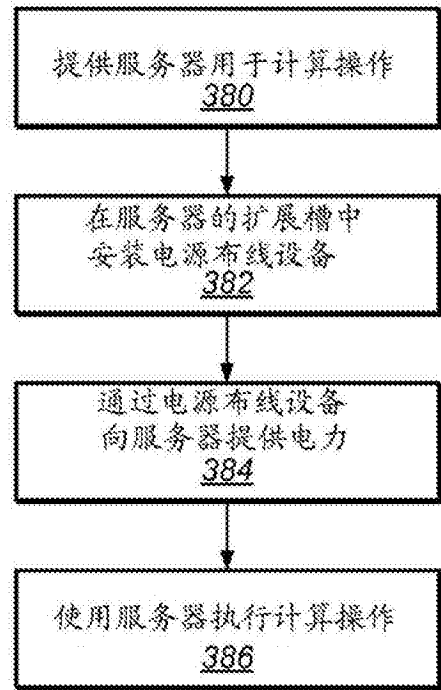 提供服务器用于计算操作
380
在服务器的扩展槽中
安装电源布线设备
382
通过电源布线设备
向服务器提供电力
384
使用服务器执行计算操作
386